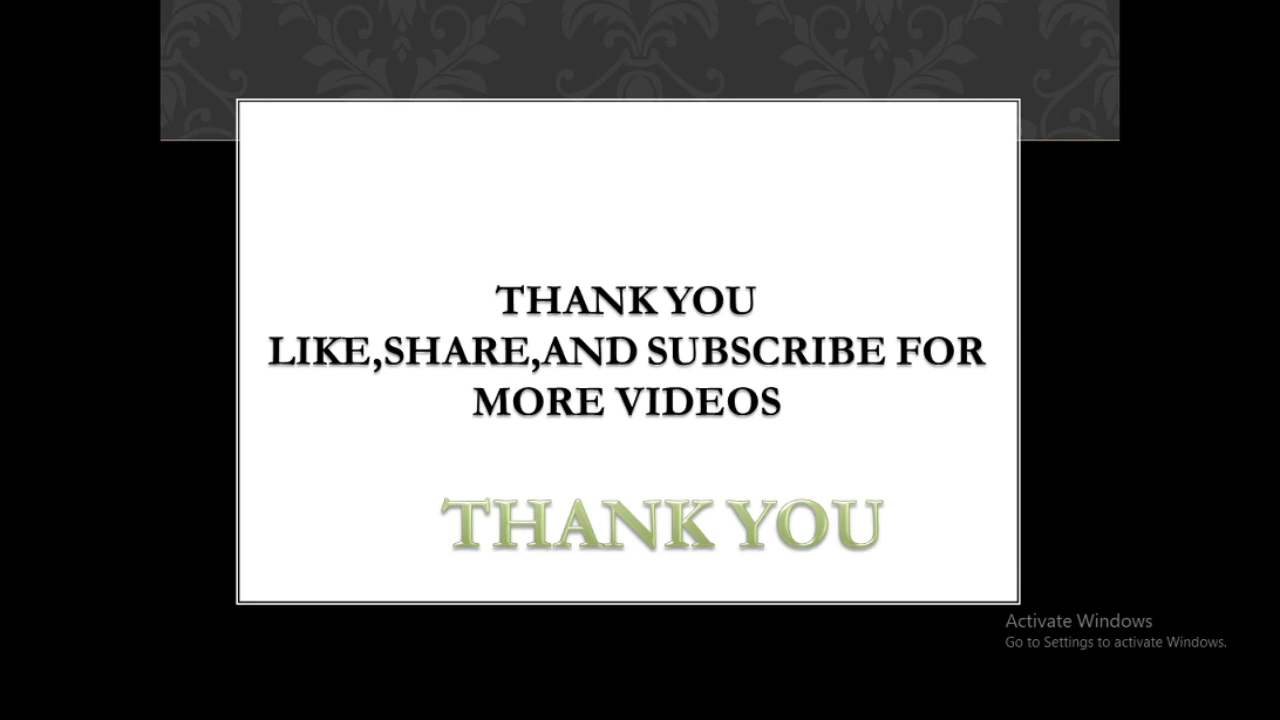 THANK YOU
LIKE,SHARE,AND SUBSCRIBE FOR
MORE VIDEOS
THANK YOU
Activate Windows
Go to Settings to activate Windows.